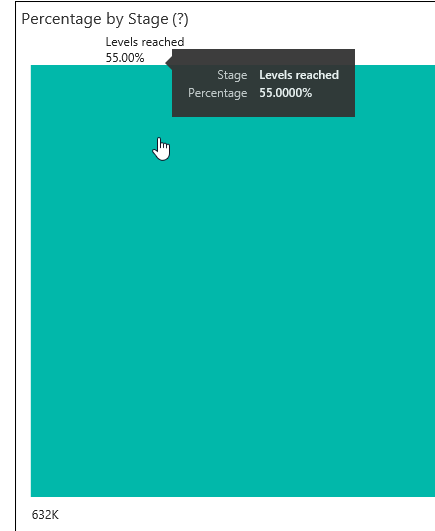 Percentage by Stage (?)
Levels reached
55.00%
Stage Levels reached
Percentage 55.0000%
632K